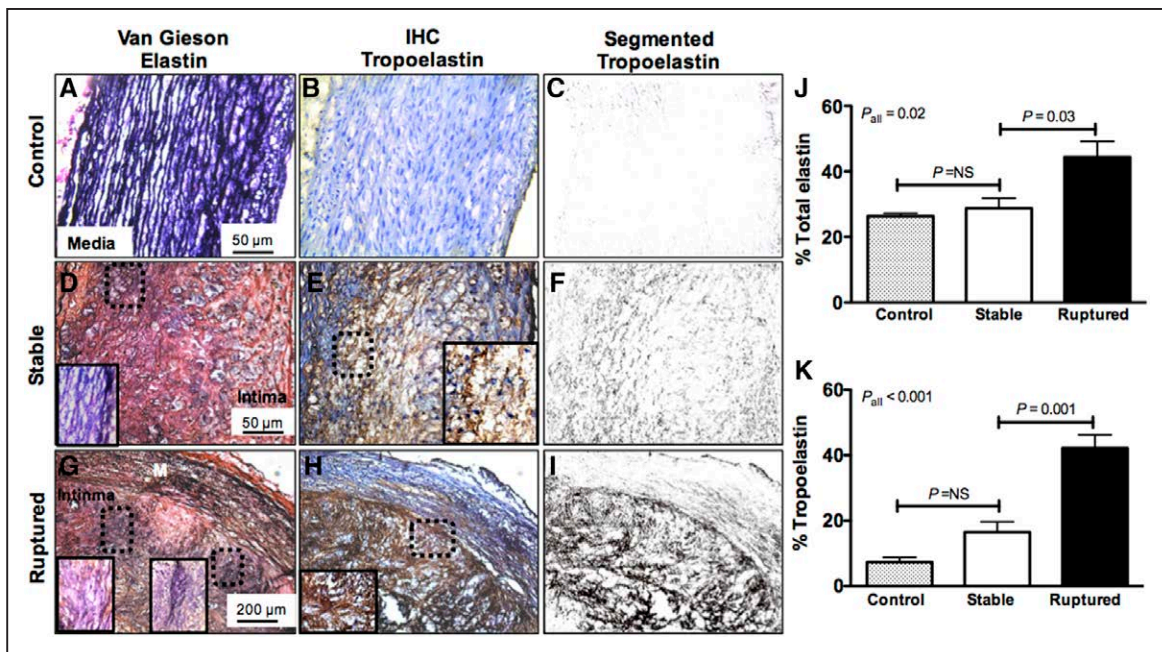 Van Gieson
Elastin
IHC
Tropoelastin
Segmented
Tropoelastin
Control
A
Media
50 µm
B
C
Stable
D
Intima
50 µm
E
F
Ruptured
G
M
Intinma
200 µm
H
I
J
% Total elastin
60
40
20
0
P all = 0.02
P = 0.03
P =NS
Control Stable Ruptured
K
% Tropoelastin
60
40
20
0
P all < 0.001
P = 0.001
P =NS
Control Stable Ruptured